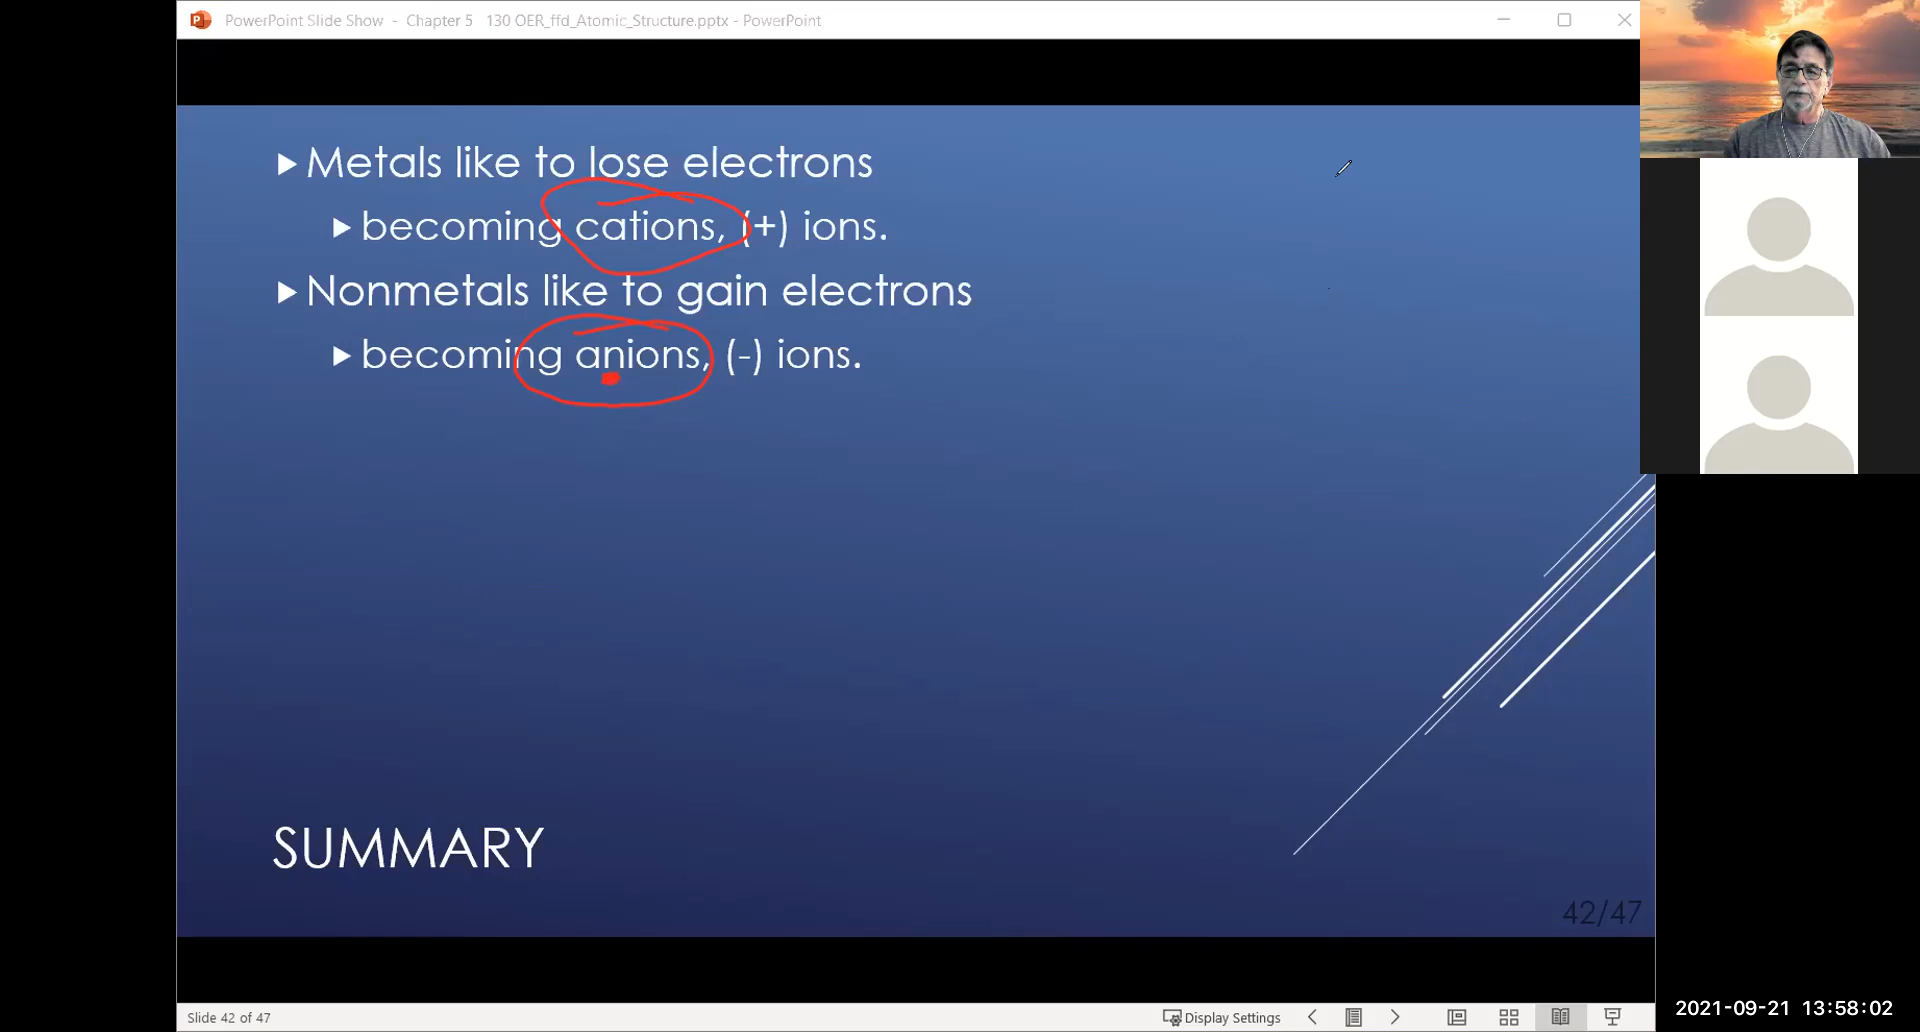 PowerPoint Slide Show - Chapter 5 130 OER_ffd_Atomic_Structure.pptx - PowerPoint
Metals like to lose electrons
becoming cations, (+) ions.
Nonmetals like to gain electrons
becoming anions, (-) ions.
SUMMARY
42/47
Slide 42 of 47
Display Settings
2021-09-21 13:58:02